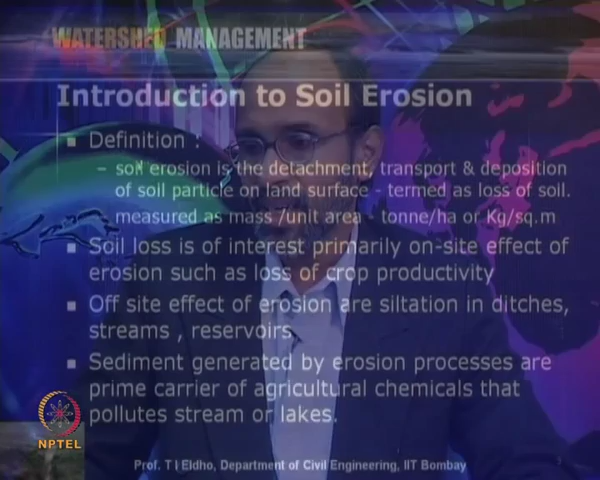 WATERSHED MANAGEMENT
Introduction to Soil Erosion
▪ Definition :
– soil erosion is the detachment, transport & deposition
of soil particle on land surface - termed as loss of soil.
measured as mass /unit area - tonne/ha or Kg/sq.m
▪ Soil loss is of interest primarily on-site effect of
erosion such as loss of crop productivity
▪ Off site effect of erosion are siltation in ditches,
streams , reservoirs
▪ Sediment generated by erosion processes are
prime carrier of agricultural chemicals that
pollutes stream or lakes.
NPTEL
Prof. T I Eldho, Department of Civil Engineering, IIT Bombay